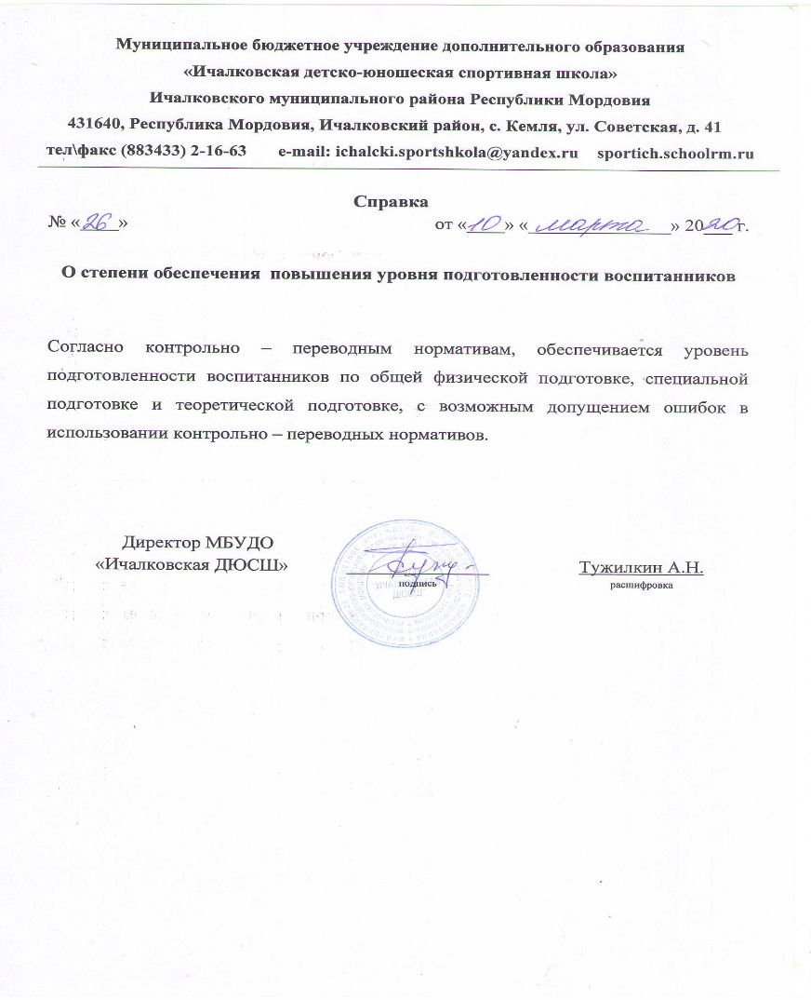 Муниципальное бюджетное учреждение дополнительного образования
«Ичалковская детско-юношеская спортивная школа»
Ичалковского муниципального района Республики Мордовия
431640, Республика Мордовия, Ичалковский район, с. Кемля, ул. Советская, д. 41
тел\факс (883433) 2-16-63 e-mail: ichalcki.sportshkola@yandex.ru sportich.schoolrm.ru
Справка
№ «26» от «10» «марта» 2020 г.
О степени обеспечения повышения уровня подготовленности воспитанников
Согласно контрольно – переводным нормативам, обеспечивается уровень
подготовленности воспитанников по общей физической подготовке, специальной
подготовке и теоретической подготовке, с возможным допущением ошибок в
использовании контрольно – переводных нормативов.
Директор МБУДО
«Ичалковская ДЮСШ» Тужилкин А.Н.
подпись расшифровка
ДЮСШ